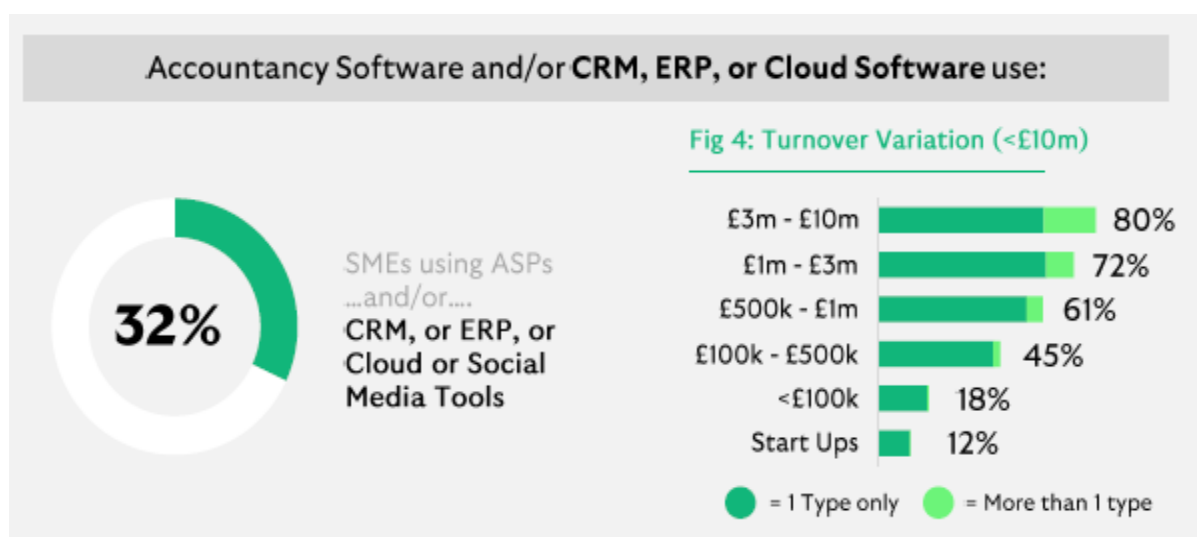 Accountancy Software and/or CRM, ERP, or Cloud Software use:
32%
SMEs using ASPs
...and/or....
CRM, or ERP, or
Cloud or Social
Media Tools
Fig 4: Turnover Variation (<£10m)
£3m - £10m 80%
£1m - £3m 72%
£500k - £1m 61%
£100k - £500k 45%
<£100k 18%
Start Ups 12%
= 1 Type only = More than 1 type